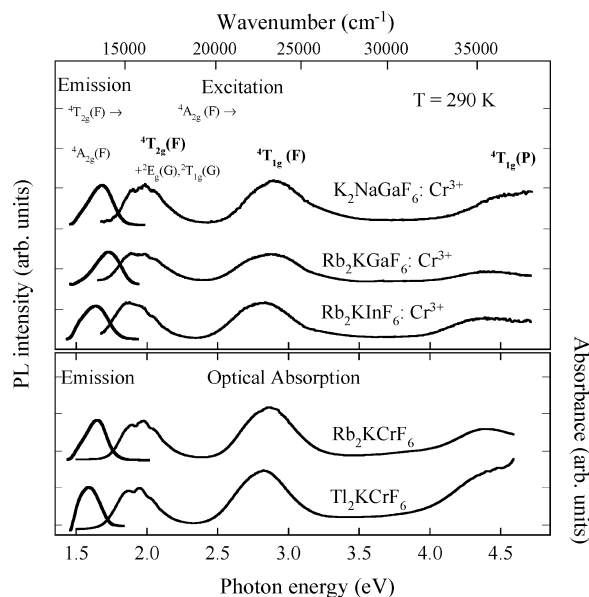 Wavenumber (cm⁻¹)
15000 20000 25000 30000 35000
Emission Excitation
⁴T₂g(F) → ⁴A₂g(F) → T = 290 K
⁴A₂g(F) ⁴T₂g(F) ⁴T₁g(F) ⁴T₁g(P)
+²Eg(G),²T₁g(G)
K₂NaGaF₆: Cr³⁺
Rb₂KGaF₆: Cr³⁺
Rb₂KInF₆: Cr³⁺
PL intensity (arb. units)
Emission Optical Absorption
Rb₂KCrF₆
Tl₂KCrF₆
Absorbance (arb. units)
1.5 2.0 2.5 3.0 3.5 4.0 4.5
Photon energy (eV)